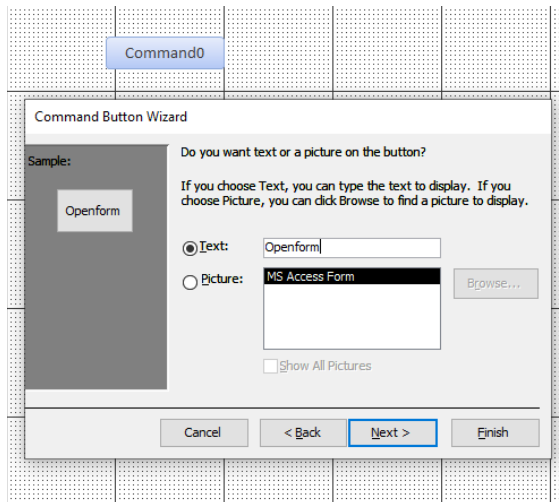 Command0
Command Button Wizard
Sample:
Openform
Do you want text or a picture on the button?
If you choose Text, you can type the text to display. If you
choose Picture, you can click Browse to find a picture to display.
Text:
Openform
Picture:
MS Access Form
Browse...
Show All Pictures
Cancel
< Back
Next >
Finish